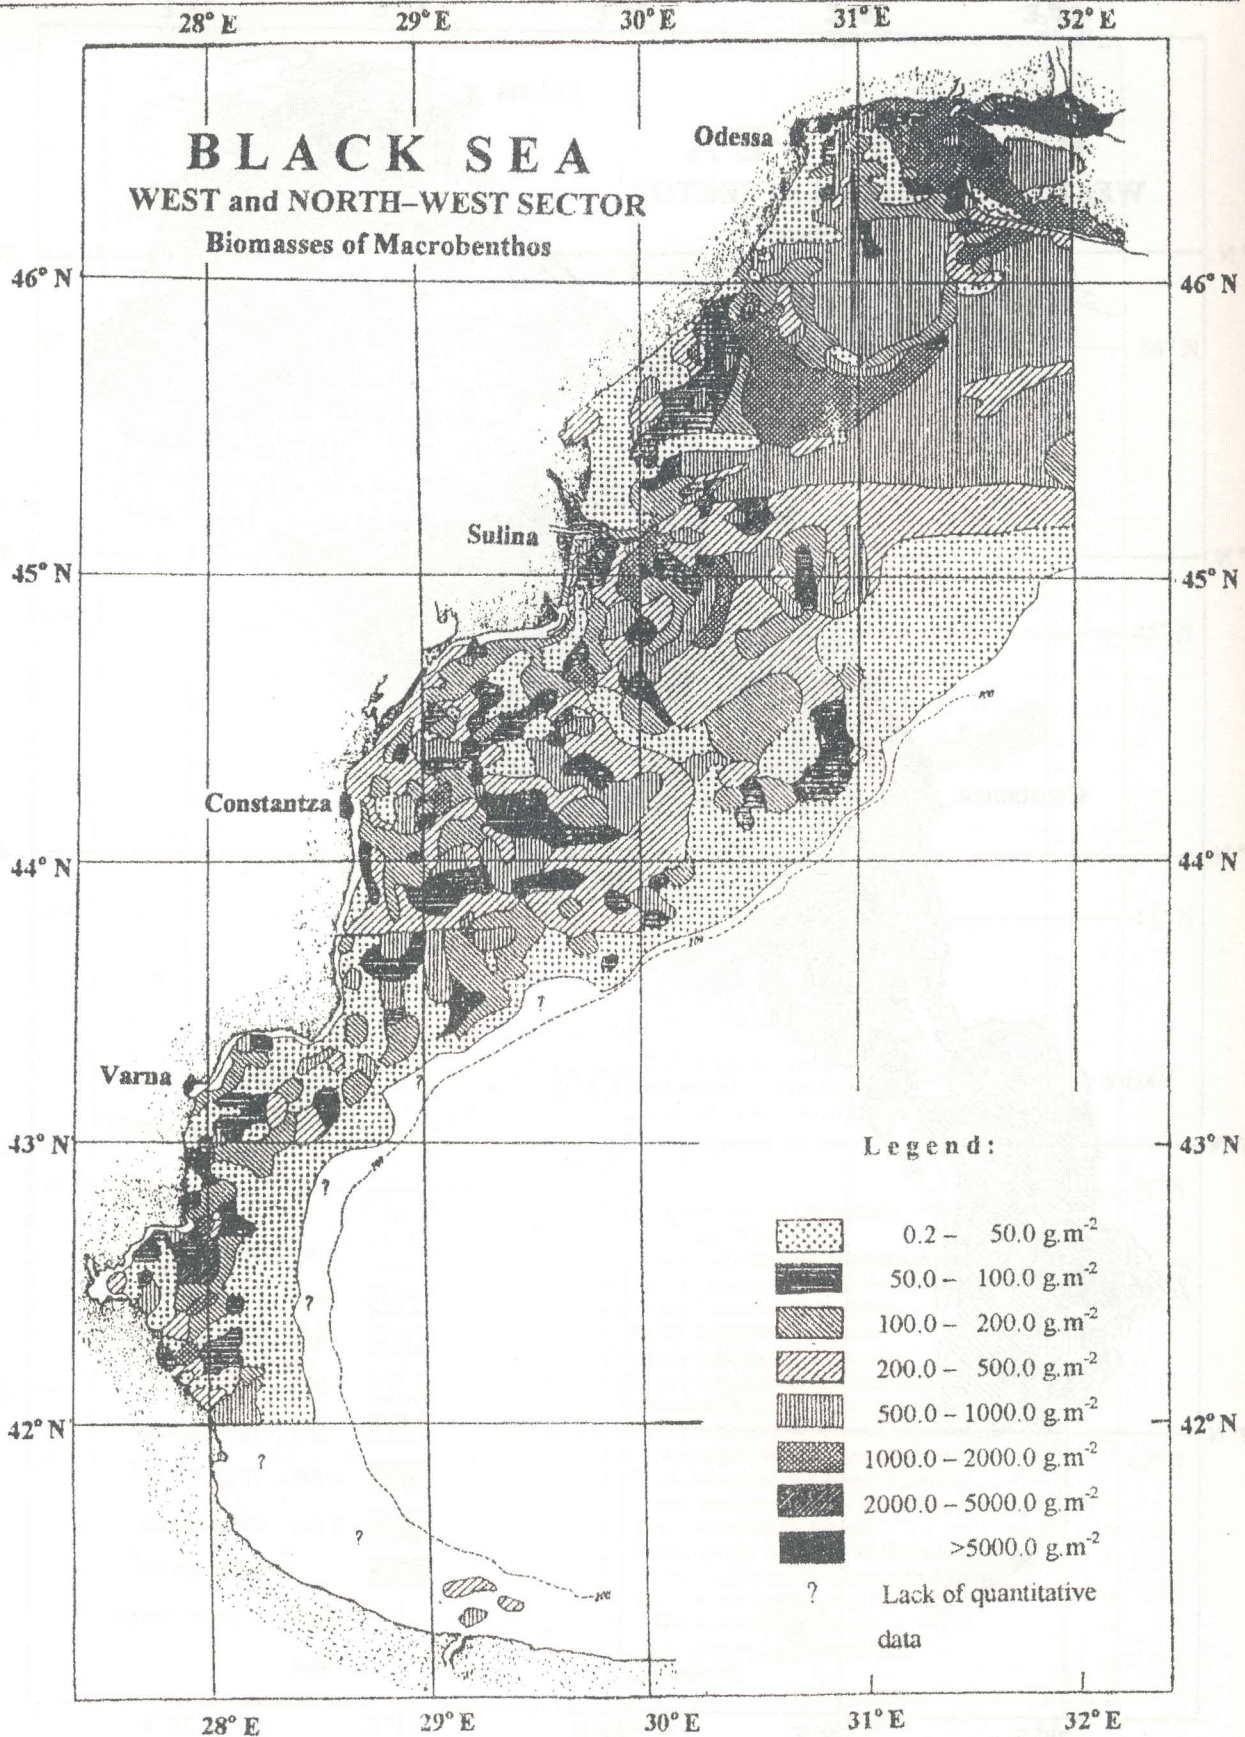 28° E 29° E 30° E 31° E 32° E
BLACK SEA
WEST and NORTH-WEST SECTOR
Biomasses of Macrobenthos
Odessa
46° N 46° N
Sulina
45° N 45° N
100
Constantza
44° N 44° N
100
?
Varna
?
43° N 43° N
100
?
?
Legend:
0.2 – 50.0 g.m-2
50.0 – 100.0 g.m-2
100.0 – 200.0 g.m-2
200.0 – 500.0 g.m-2
500.0 – 1000.0 g.m-2
42° N 42° N
1000.0 – 2000.0 g.m-2
2000.0 – 5000.0 g.m-2
>5000.0 g.m-2
? Lack of quantitative
data
?
?
100
28° E 29° E 30° E 31° E 32° E